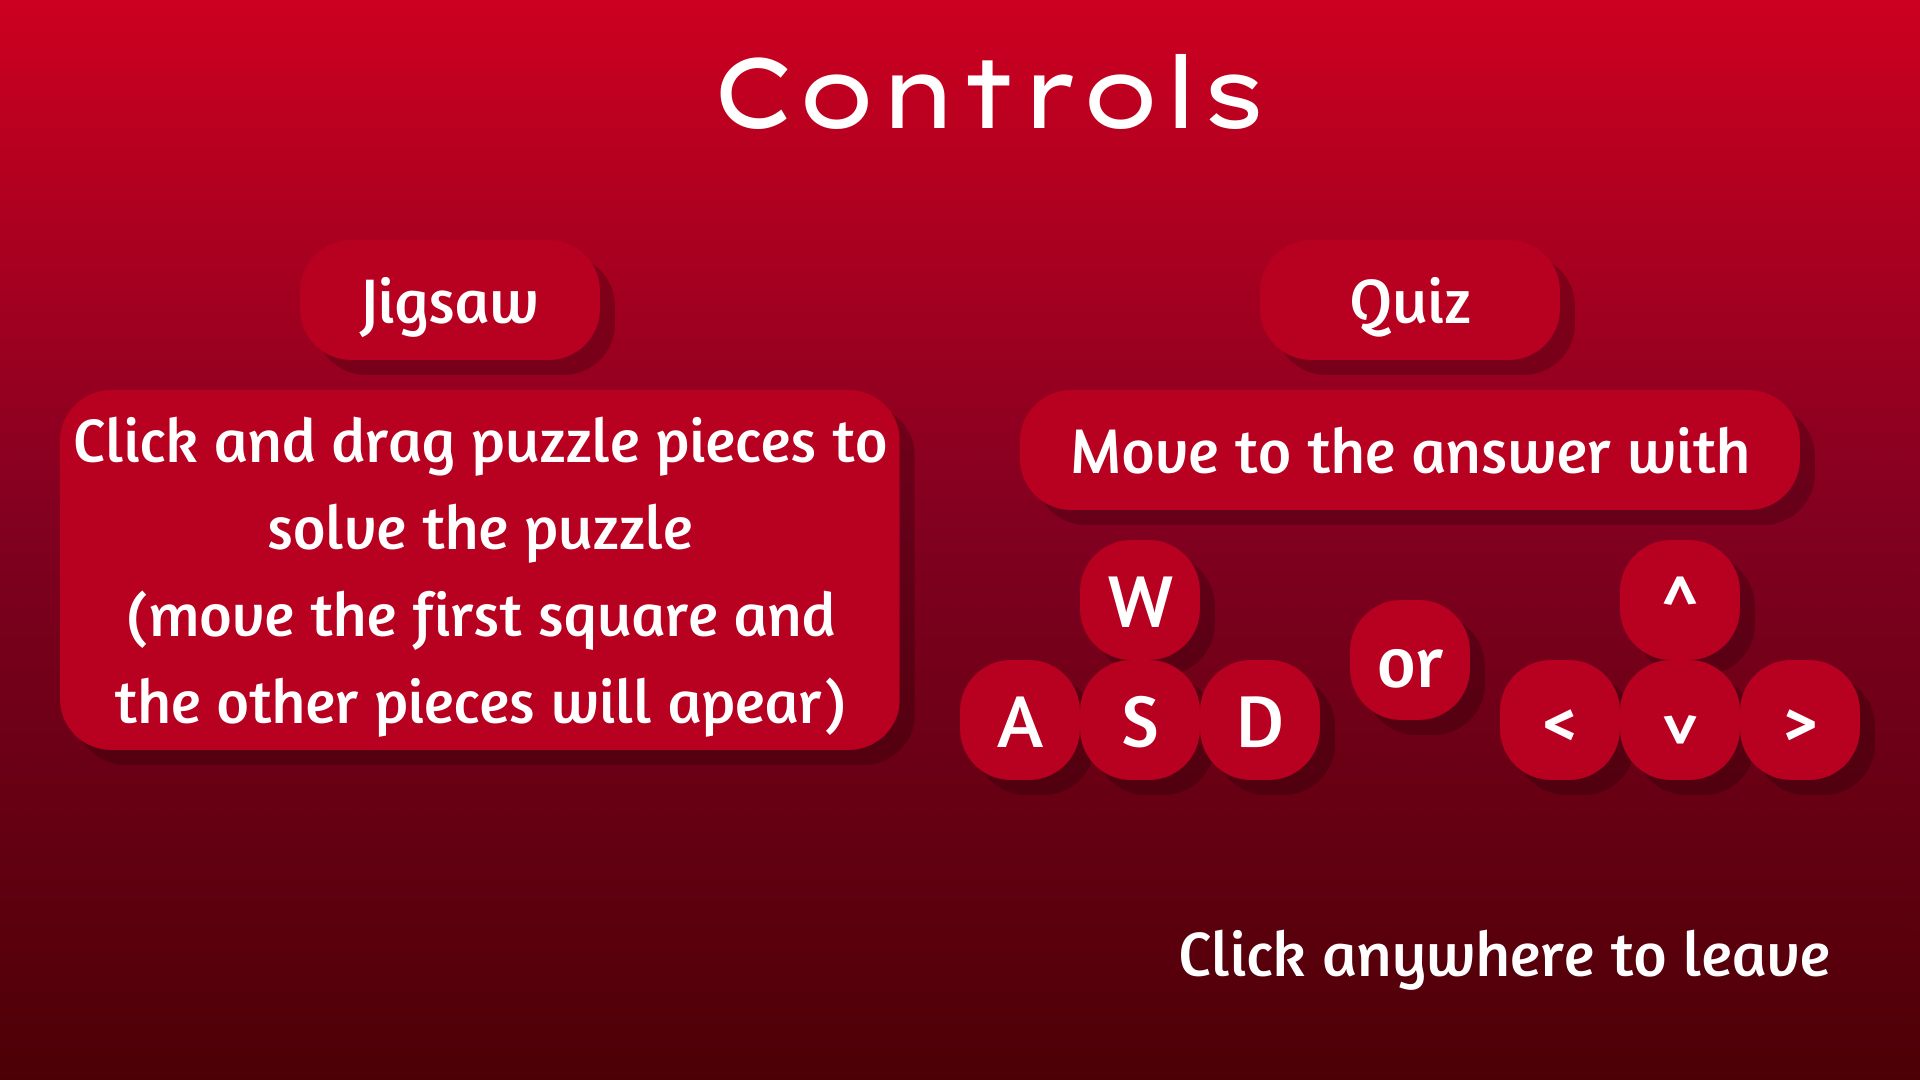 Controls
Jigsaw
Click and drag puzzle pieces to
solve the puzzle
(move the first square and
the other pieces will apear)
Quiz
Move to the answer with
W
A S D
or
^
< v >
Click anywhere to leave